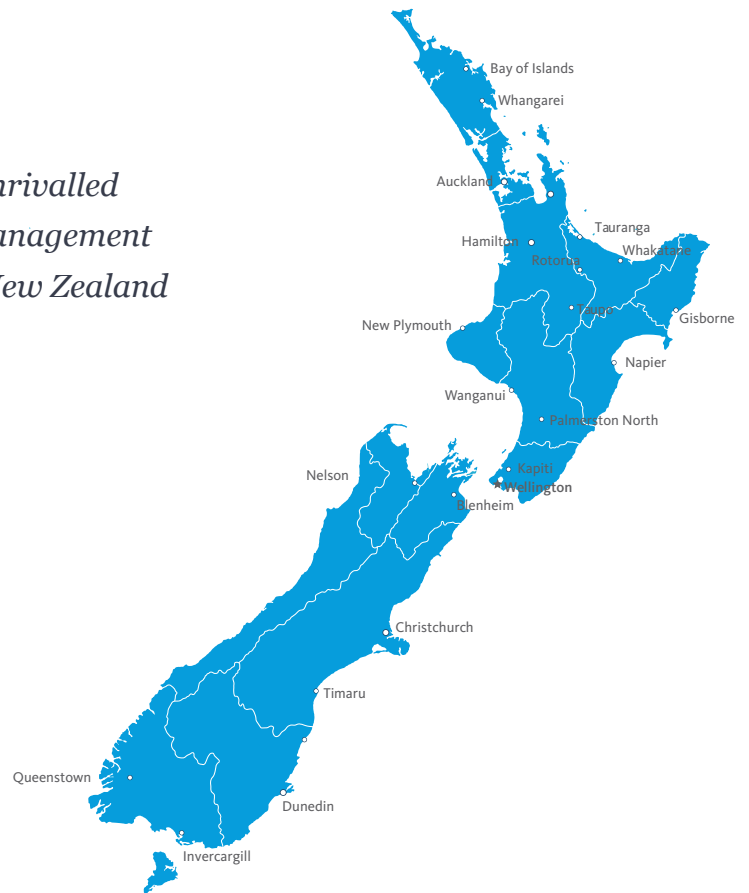 Bay of Islands
Whangarei
nrivalled
Auckland
anagement
Tauranga
Hamilton
Whakatane
Rotorua
New Zealand
Taupo
Gisborne
New Plymouth
Napier
Wanganui
Palmerston North
Kapiti
Nelson
Wellington
Blenheim
Christchurch
Timaru
Queenstown
Dunedin
Invercargill